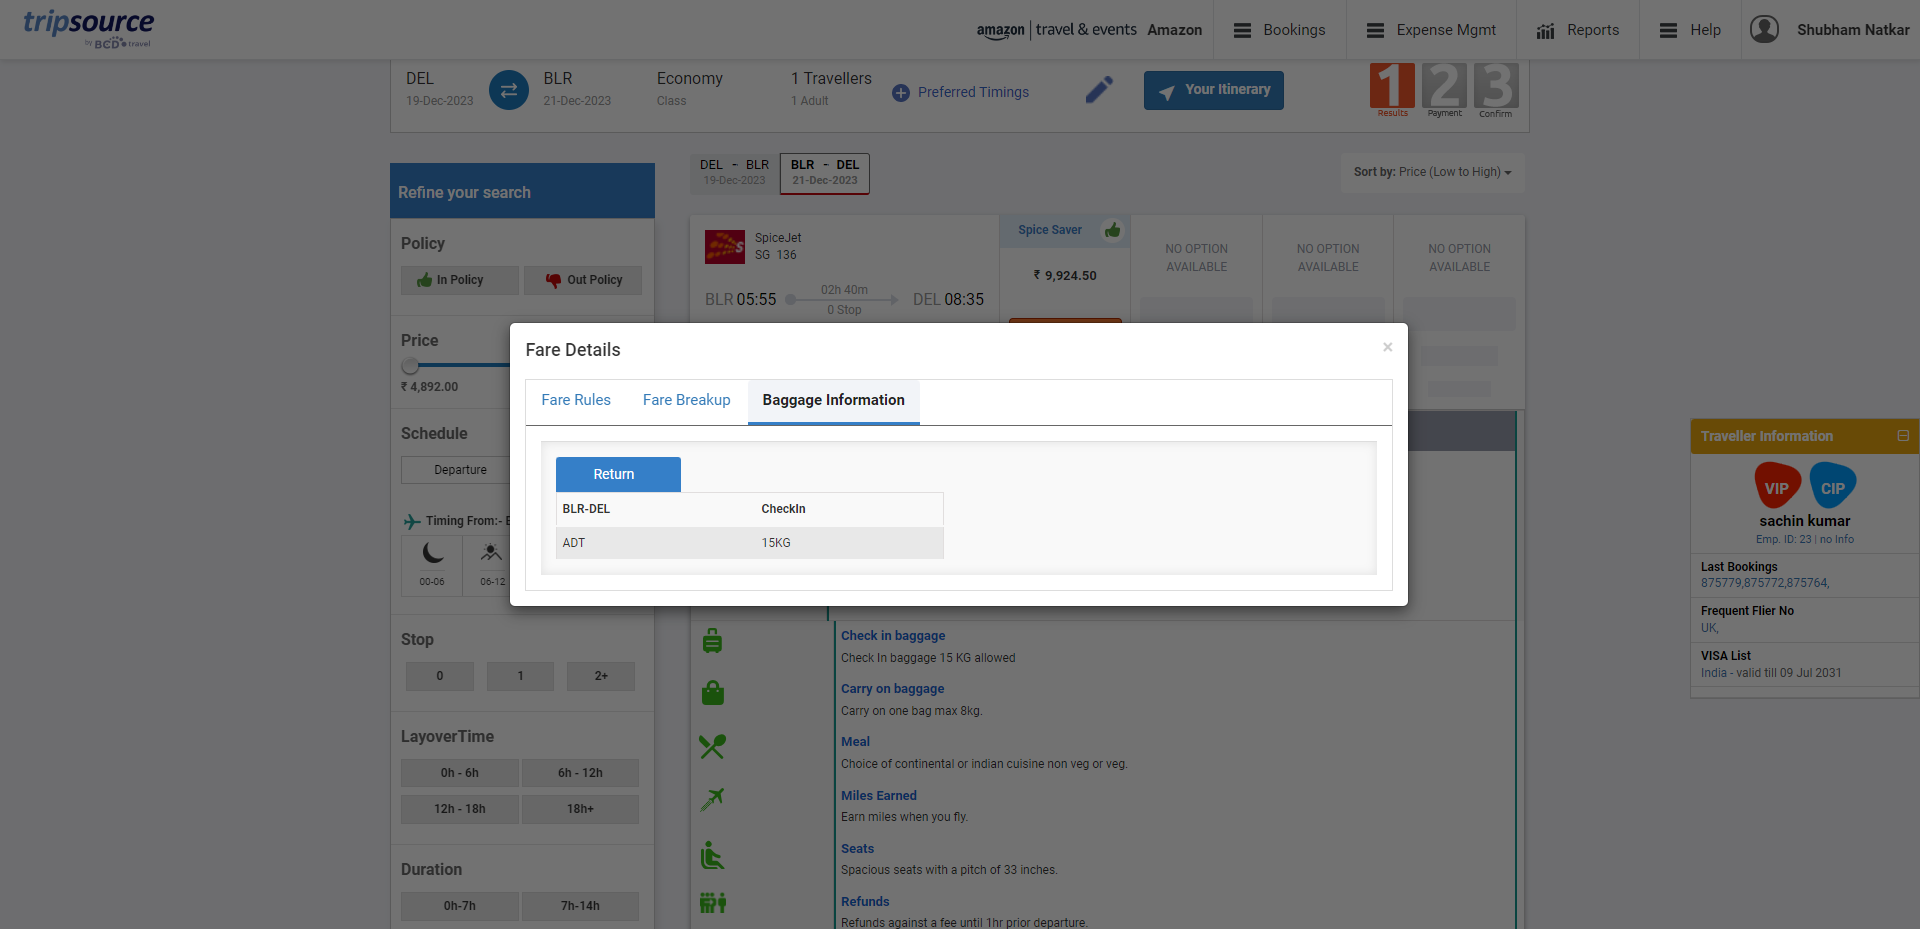 tripsource
by BCD travel
amazon | travel & events Amazon
Bookings
Expense Mgmt
Reports
Help
Shubham Natkar
DEL
19-Dec-2023
BLR
21-Dec-2023
Economy
Class
1 Travellers
1 Adult
Preferred Timings
Your Itinerary
1
Results
2
Payment
3
Confirm
Refine your search
Policy
In Policy
Out Policy
Price
₹ 4,892.00
Schedule
Departure
Timing From:-
00-06
06-12
Stop
0
1
2+
LayoverTime
0h - 6h
6h - 12h
12h - 18h
18h+
Duration
0h-7h
7h-14h
DEL - BLR
19-Dec-2023
BLR - DEL
21-Dec-2023
Sort by: Price (Low to High)
SpiceJet
SG 136
BLR 05:55
02h 40m
0 Stop
DEL 08:35
Spice Saver
₹ 9,924.50
NO OPTION
AVAILABLE
NO OPTION
AVAILABLE
NO OPTION
AVAILABLE
Fare Details
×
Fare Rules
Fare Breakup
Baggage Information
Return
BLR-DEL CheckIn
ADT 15KG
Check in baggage
Check In baggage 15 KG allowed
Carry on baggage
Carry on one bag max 8kg.
Meal
Choice of continental or indian cuisine non veg or veg.
Miles Earned
Earn miles when you fly.
Seats
Spacious seats with a pitch of 33 inches.
Refunds
Refunds against a fee until 1hr prior departure.
Traveller Information
VIP
CIP
sachin kumar
Emp. ID: 23 | no Info
Last Bookings
875779,875772,875764,
Frequent Flier No
UK,
VISA List
India - valid till 09 Jul 2031